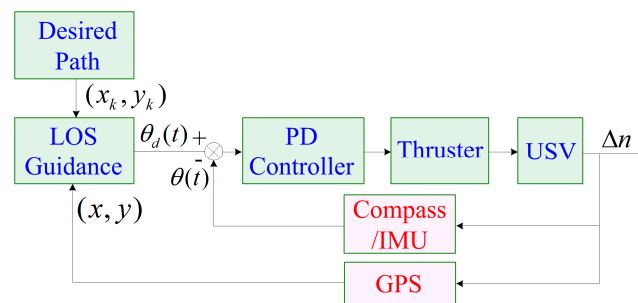 Desired
Path
(x_k, y_k)
LOS
Guidance
θ_d(t) +
θ(t) -
PD
Controller
Thruster
USV
Δn
(x, y)
Compass
/IMU
GPS